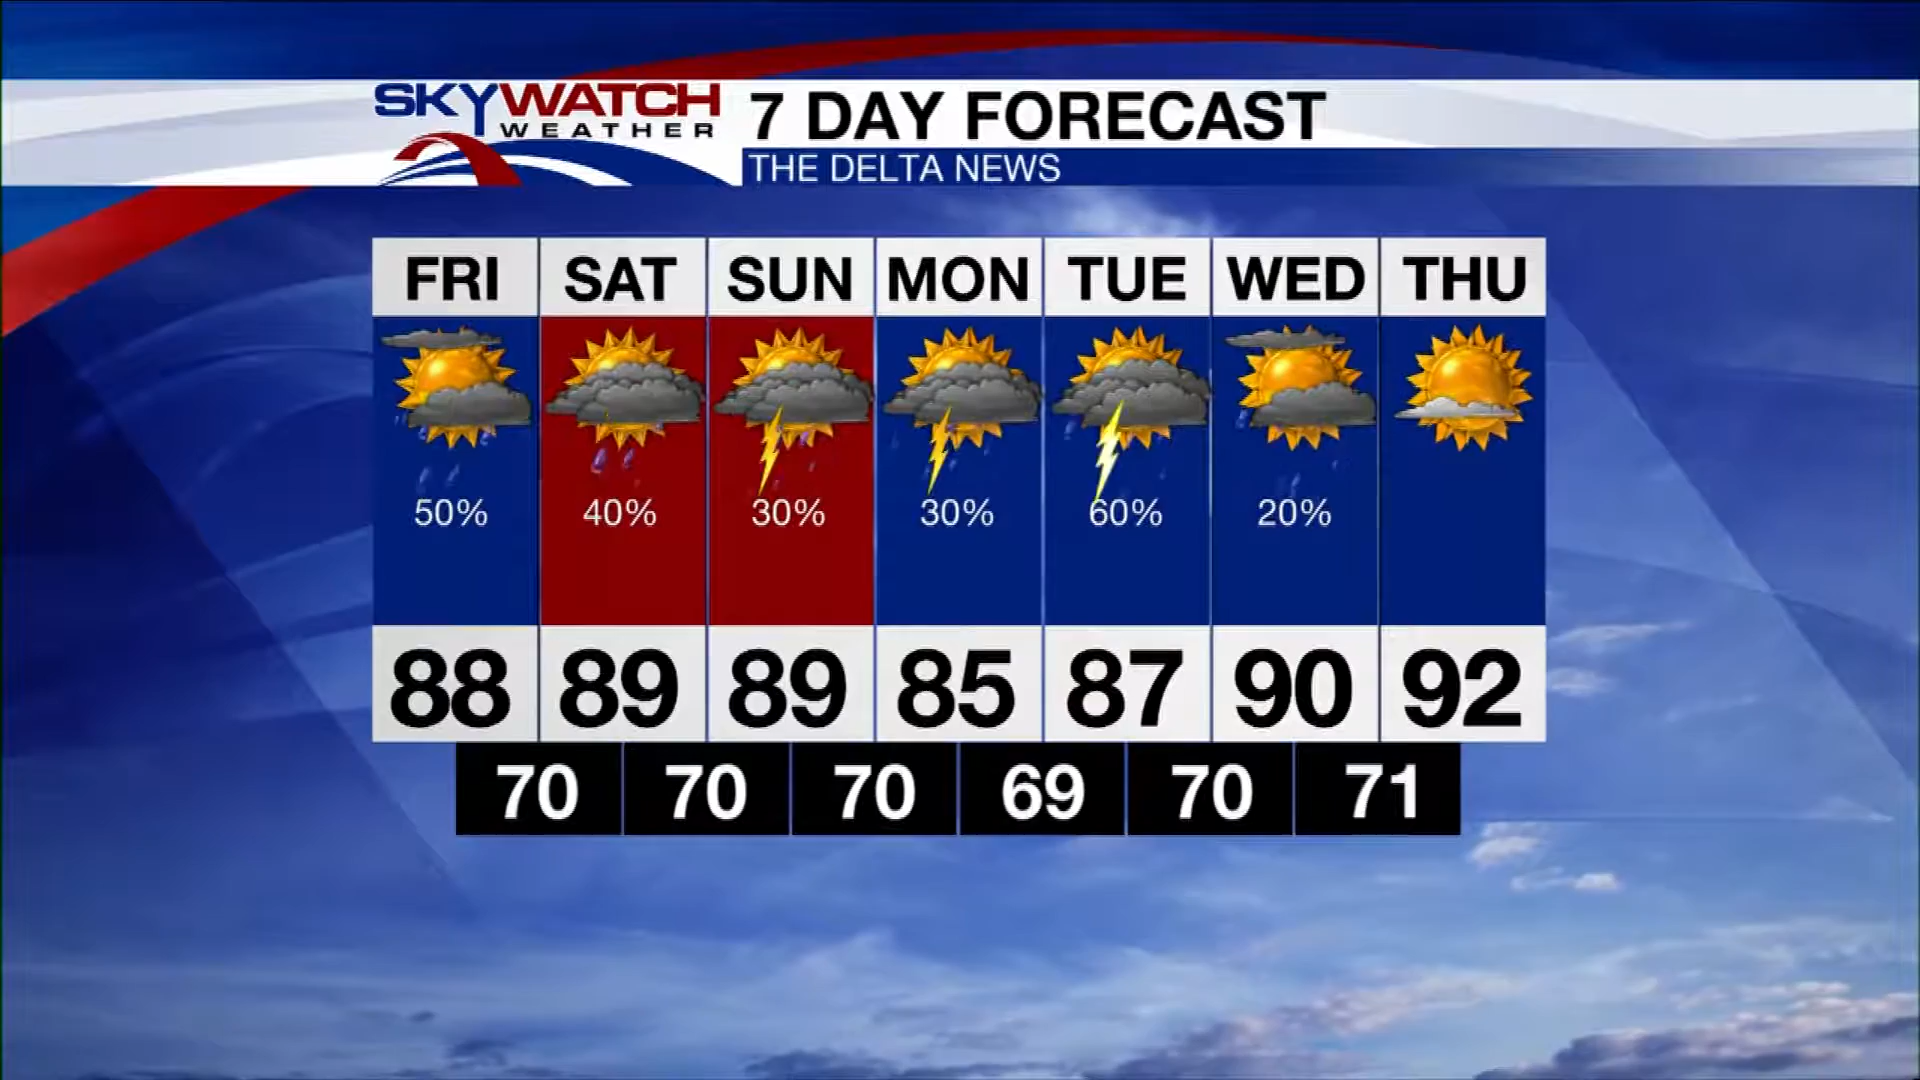 SKYWATCH
WEATHER
7 DAY FORECAST
THE DELTA NEWS
FRI SAT SUN MON TUE WED THU
50% 40% 30% 30% 60% 20%
88 89 89 85 87 90 92
70 70 70 69 70 71